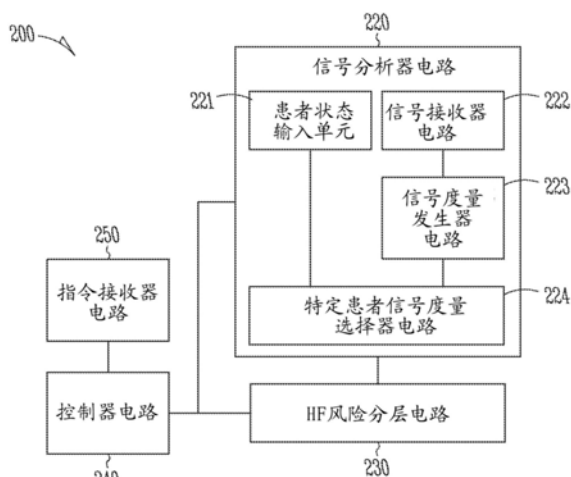 200
220
信号分析器电路
221
患者状态
输入单元
222
信号接收器
电路
223
信号度量
发生器
电路
250
指令接收器
电路
224
特定患者信号度量
选择器电路
控制器电路
HF风险分层电路
230